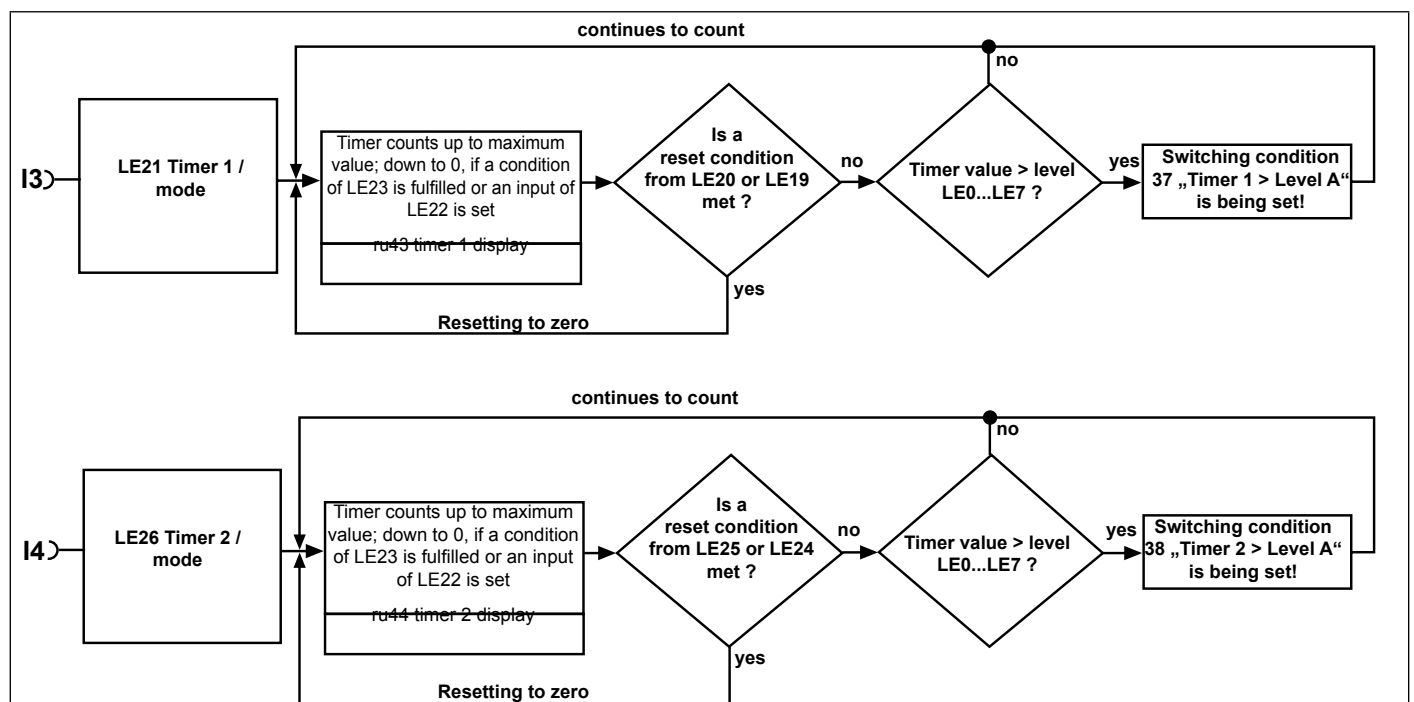 continues to count
no
I3
LE21 Timer 1 /
mode
Timer counts up to maximum
value; down to 0, if a condition
of LE23 is fulfilled or an input of
LE22 is set
ru43 timer 1 display
Is a
reset condition
from LE20 or LE19
met ?
no
Timer value > level
LE0...LE7 ?
yes
Switching condition
37 „Timer 1 > Level A“
is being set!
yes
Resetting to zero
continues to count
no
I4
LE26 Timer 2 /
mode
Timer counts up to maximum
value; down to 0, if a condition
of LE23 is fulfilled or an input
of LE22 is set
ru44 timer 2 display
Is a
reset condition
from LE25 or LE24
met ?
no
Timer value > level
LE0...LE7 ?
yes
Switching condition
38 „Timer 2 > Level A“
is being set!
yes
Resetting to zero